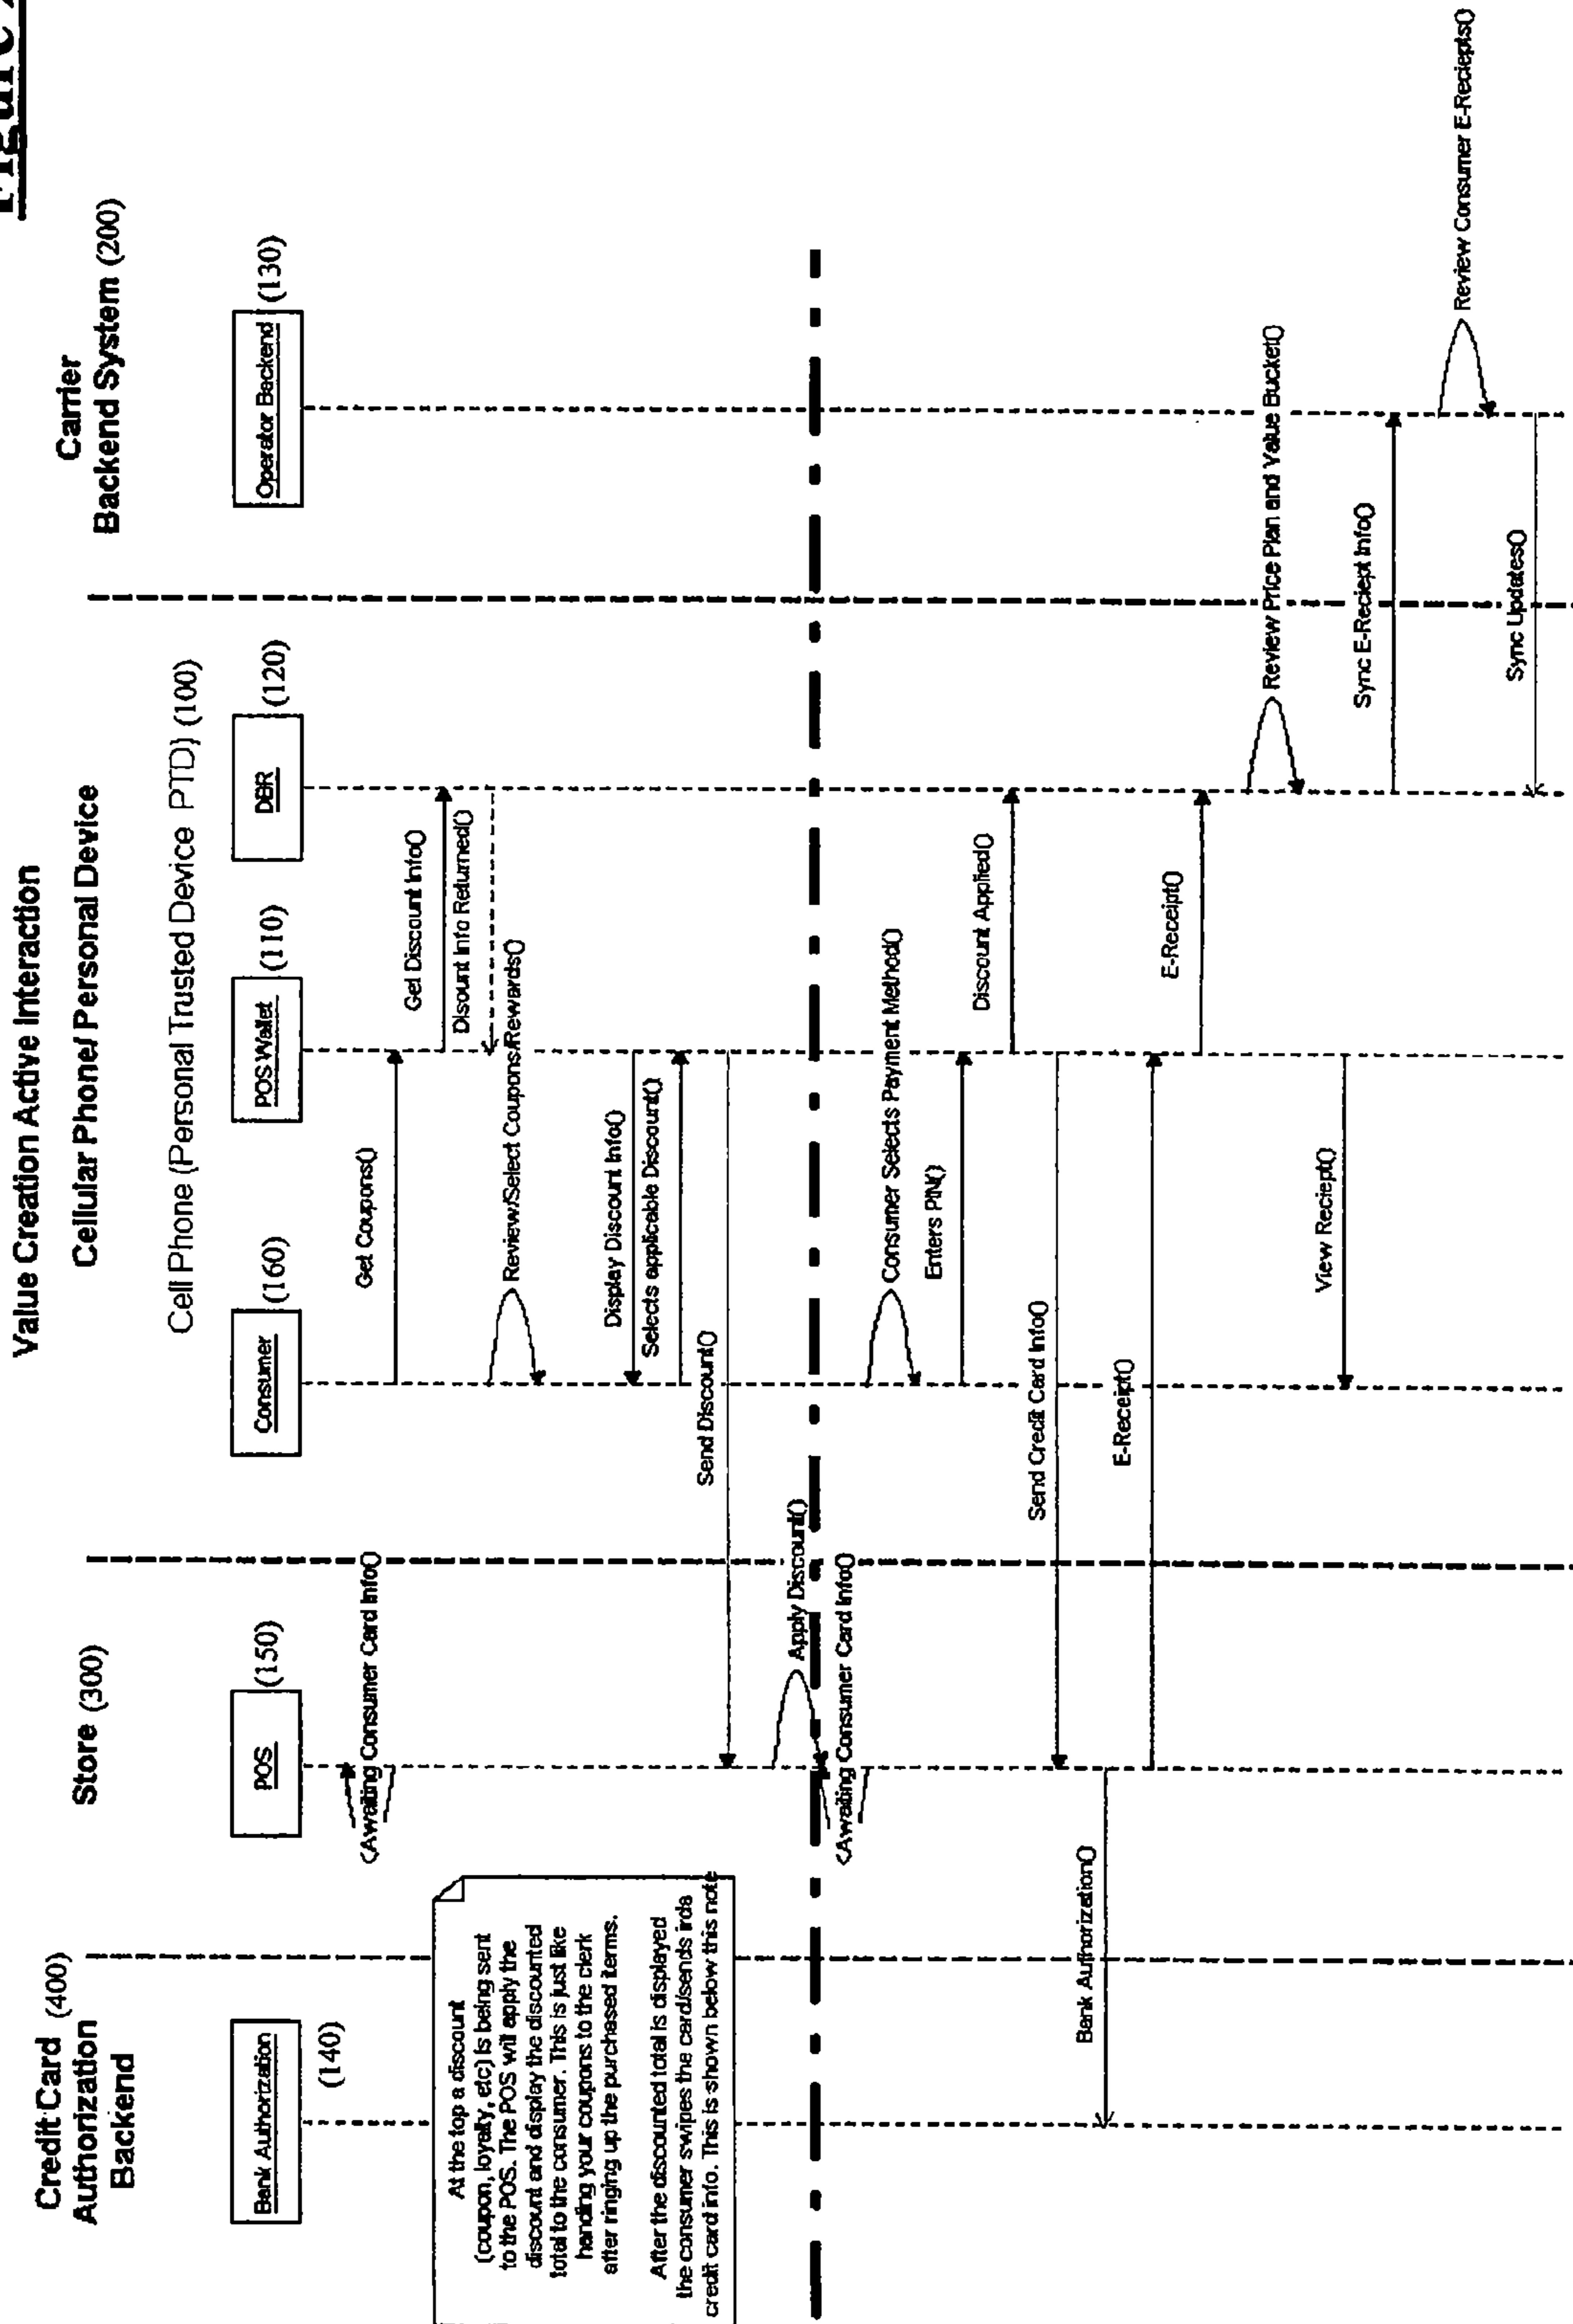 Figure
Value Creation Active Interaction
Credit Card (400)
Authorization
Backend
Store (300)
Cellular Phone/ Personal Device
Carrier
Backend System (200)
Cell Phone (Personal Trusted Device PTD) (100)
Bank Authorization
(140)
POS
(150)
Consumer
(160)
POS Wallet
(110)
DBR
(120)
Operator Backend
(130)
<Awaiting Consumer Card Info()
Get Coupons()
Get Discount Info()
Disount Info Returned()
Review/Select Coupons/Rewards()
At the top a discount
(coupon, loyalty, etc) is being sent
to the POS. The POS will apply the
discount and display the discounted
total to the consumer. This is just like
handing your coupons to the clerk
after ringing up the purchased items.
After the discounted total is displayed
the consumer swipes the card/sends irda
credit card info. This is shown below this note
Display Discount Info()
Selects applicable Discount()
Send Discount()
Apply Discount()
<Awaiting Consumer Card Info()
Consumer Selects Payment Method()
Enters PIN()
Discount Applied()
Send Credit Card Info()
Bank Authorization()
E-Receipt()
E-Receipt()
Review Price Plan and Value Bucket()
View Reciept()
Sync E-Reciept Info()
Review Consumer E-Reciepts()
Sync Updates()